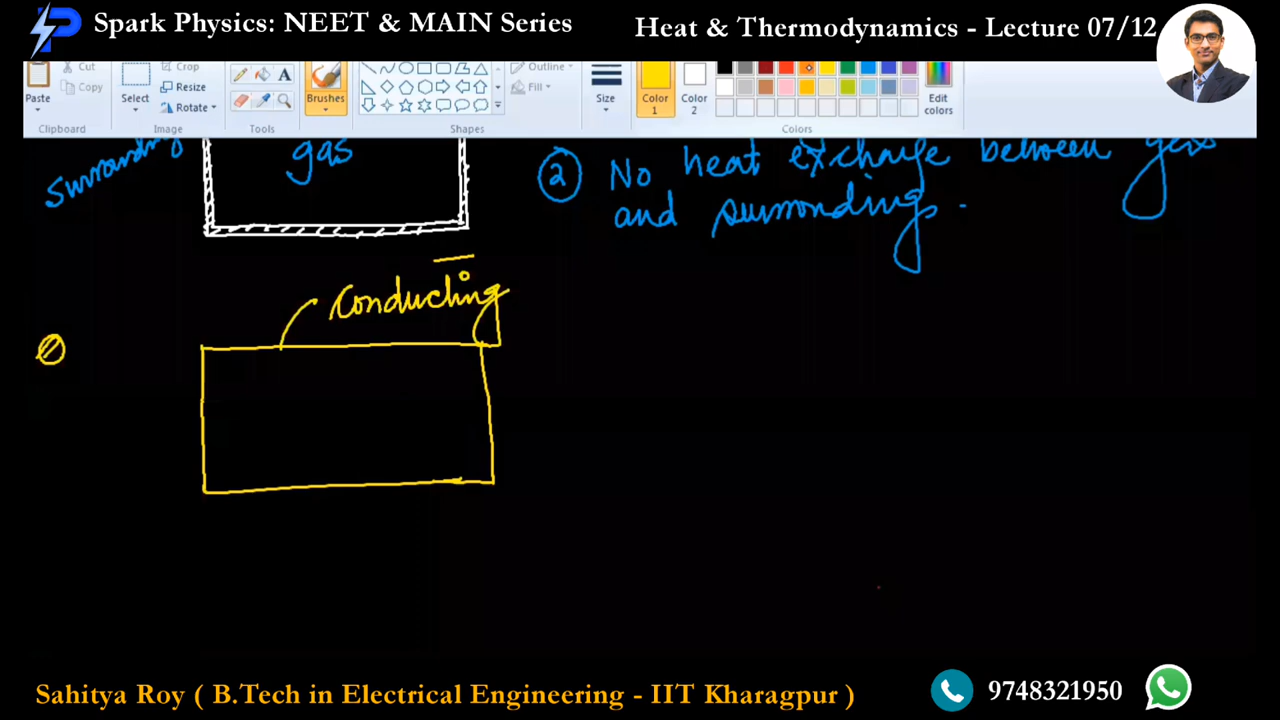 Spark Physics: NEET & MAIN Series
Heat & Thermodynamics - Lecture 07/12
Cut
Copy
Paste
Clipboard
Select
Crop
Resize
Rotate
Image
A
Tools
Brushes
Outline
Fill
Shapes
Size
Color 1
Color 2
Edit colors
Colors
Surrounding
gas
② No heat exchange between gas
and surrounding.
Conducting
Sahitya Roy ( B.Tech in Electrical Engineering - IIT Kharagpur )
9748321950